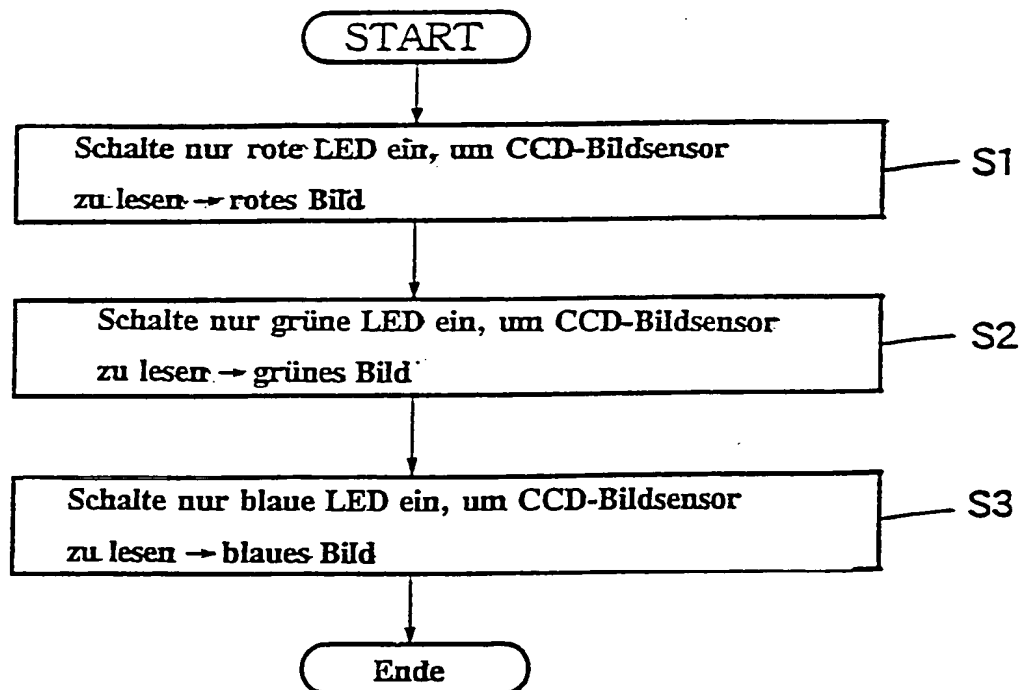 START
Schalte nur rote LED ein, um CCD-Bildsensor
zu lesen → rotes Bild
S1
Schalte nur grüne LED ein, um CCD-Bildsensor
zu lesen → grünes Bild
S2
Schalte nur blaue LED ein, um CCD-Bildsensor
zu lesen → blaues Bild
S3
Ende